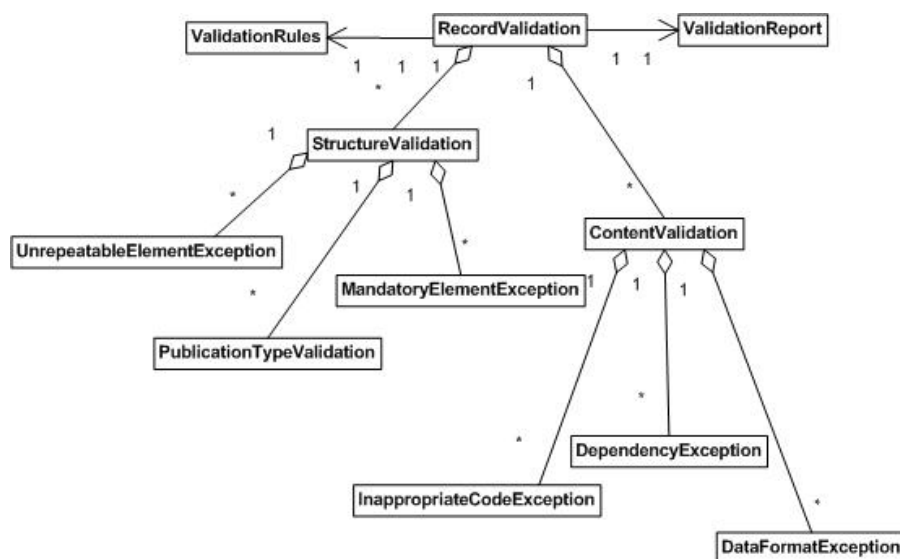 ValidationRules
RecordValidation
ValidationReport
1 1 1
1
1 1
*
1
StructureValidation
*
1
1
*
UnrepeatableElementException
*
ContentValidation
*
MandatoryElementException
1
1
1
PublicationTypeValidation
*
*
DependencyException
InappropriateCodeException
*
DataFormatException